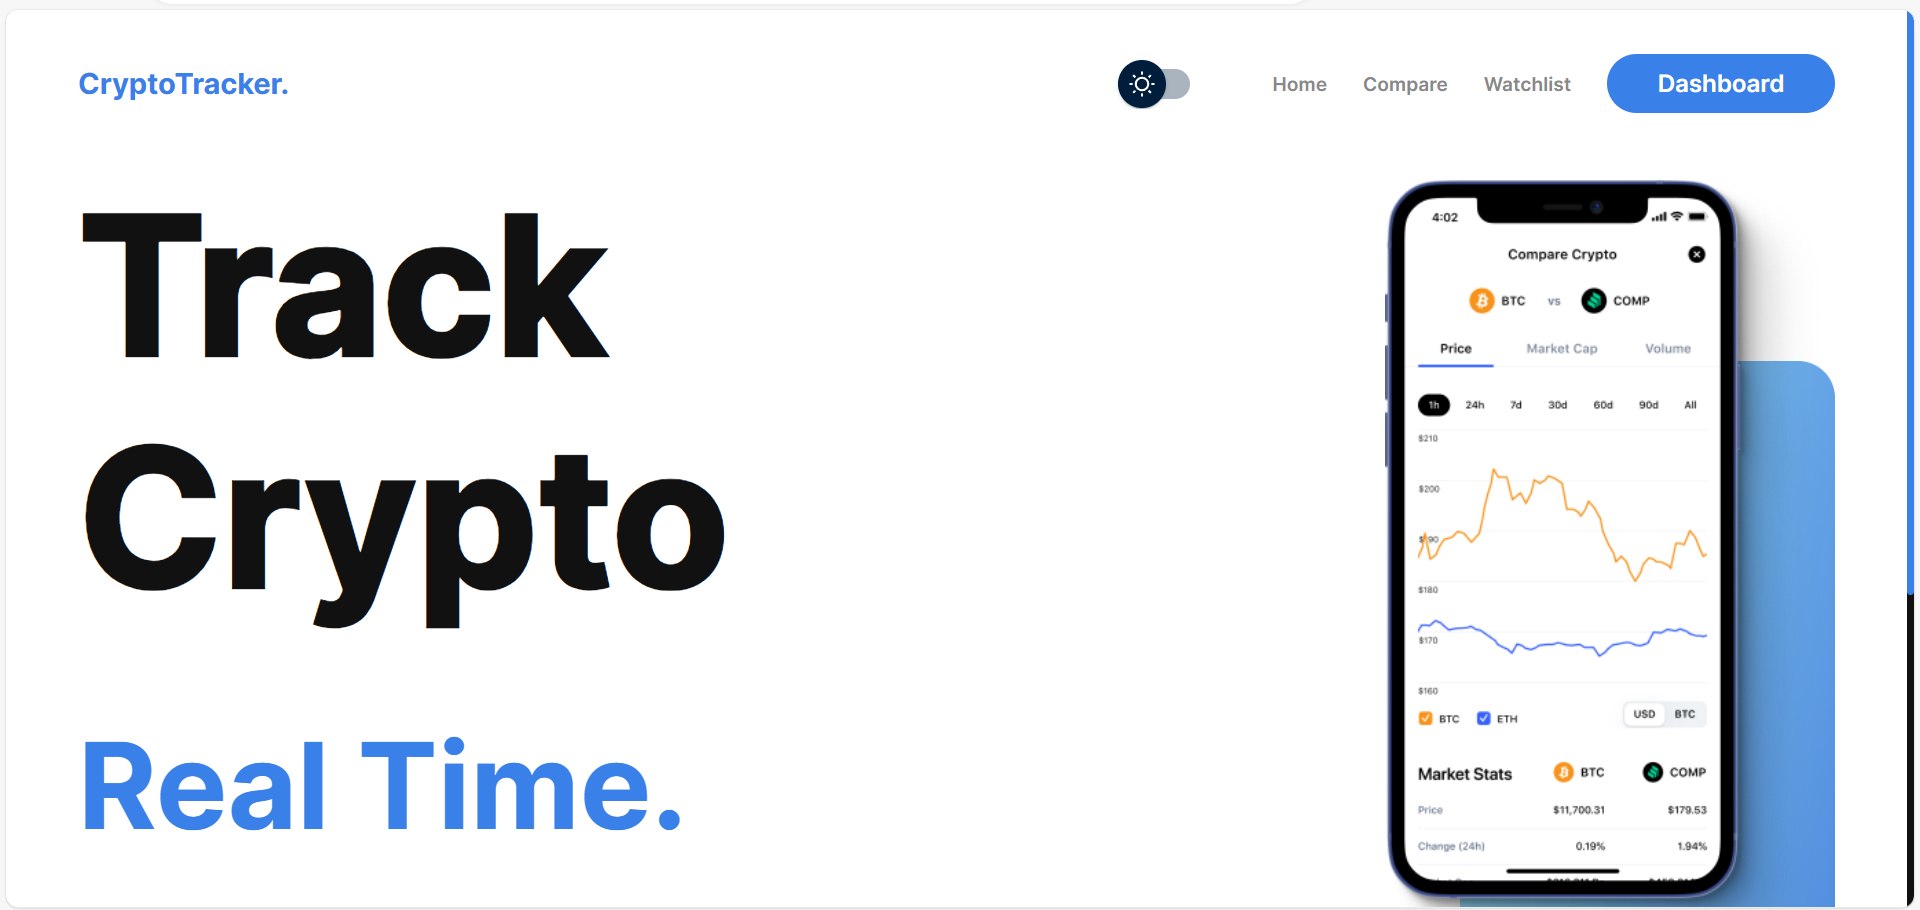 CryptoTracker.
Home Compare Watchlist Dashboard
Track
Crypto
Real Time.
4:02
Compare Crypto
BTC vs COMP
Price Market Cap Volume
1h 24h 7d 30d 60d 90d All
$210
$200
$190
$180
$170
$160
BTC ETH USD BTC
Market Stats BTC COMP
Price $11,700.31 $179.53
Change (24h) 0.19% 1.94%